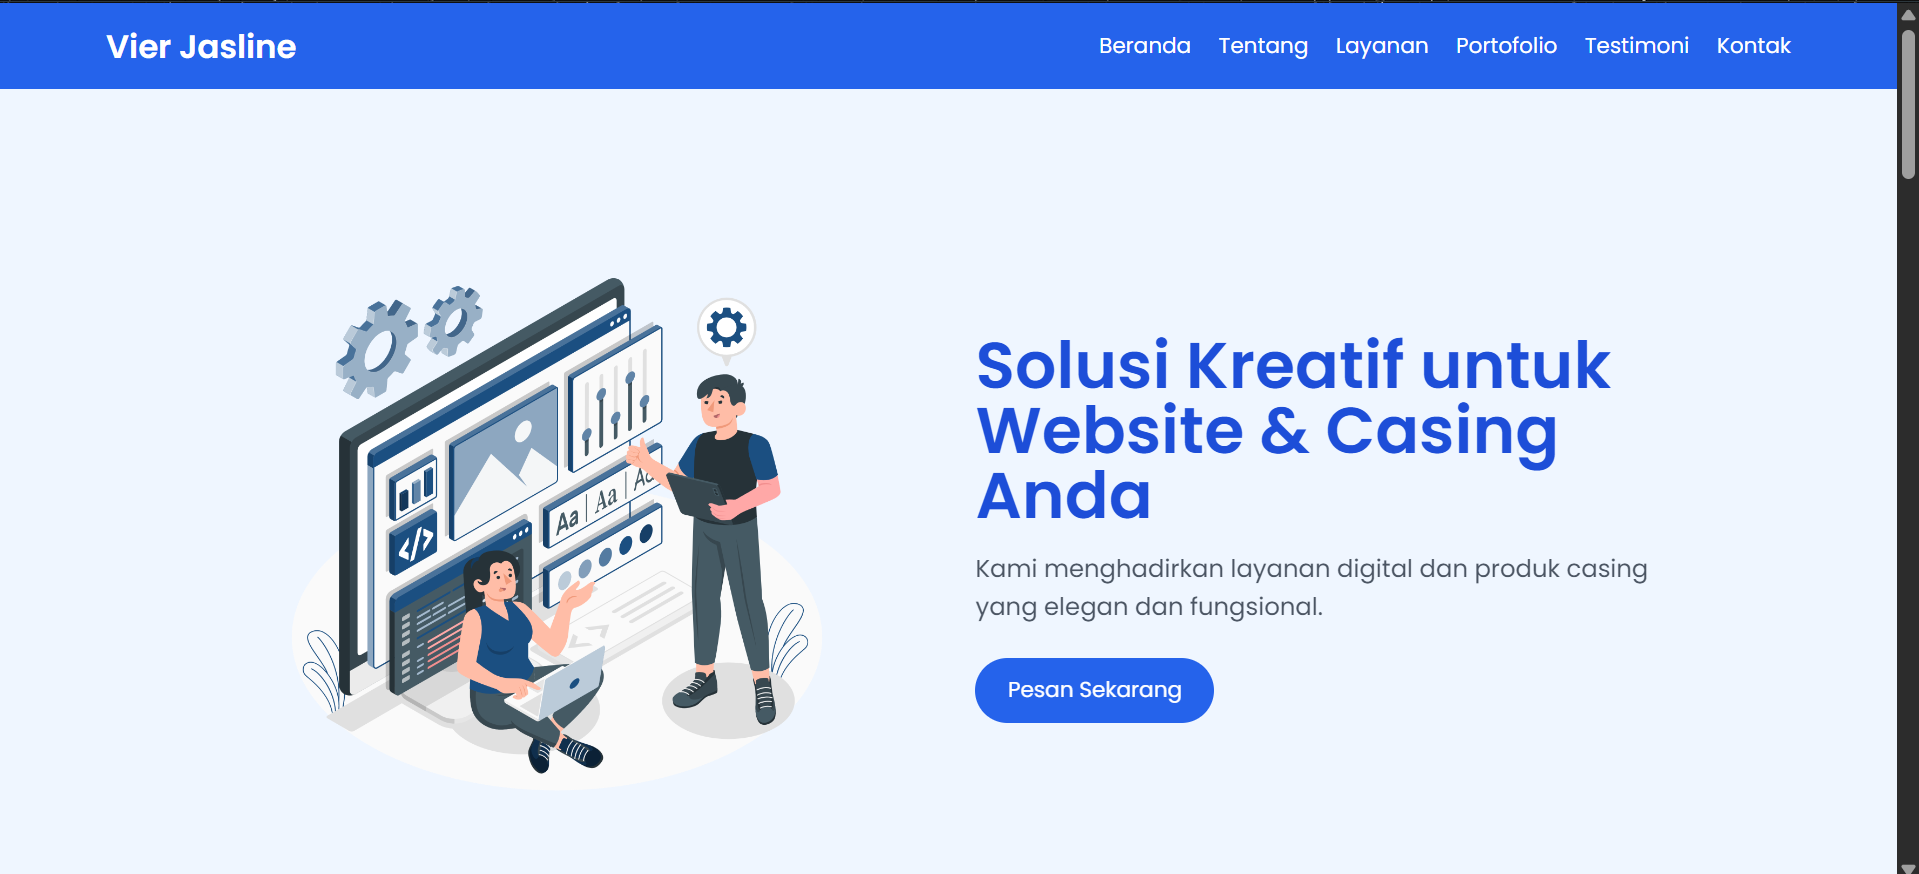 Vier Jasline
Beranda Tentang Layanan Portofolio Testimoni Kontak
Aa Aa
</>
Solusi Kreatif untuk
Website & Casing
Anda
Kami menghadirkan layanan digital dan produk casing
yang elegan dan fungsional.
Pesan Sekarang